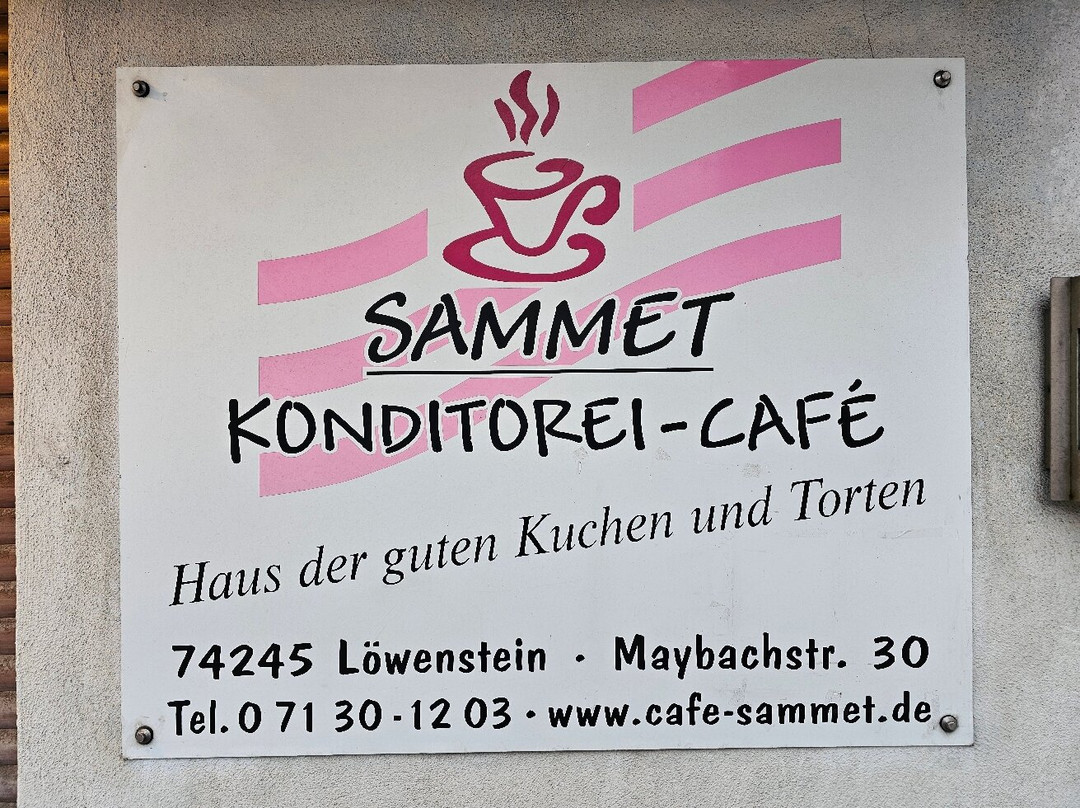 SAMMET
KONDITOREI-CAFÉ
Haus der guten Kuchen und Torten
74245 Löwenstein · Maybachstr. 30
Tel. 0 71 30 - 12 03 · www.cafe-sammet.de